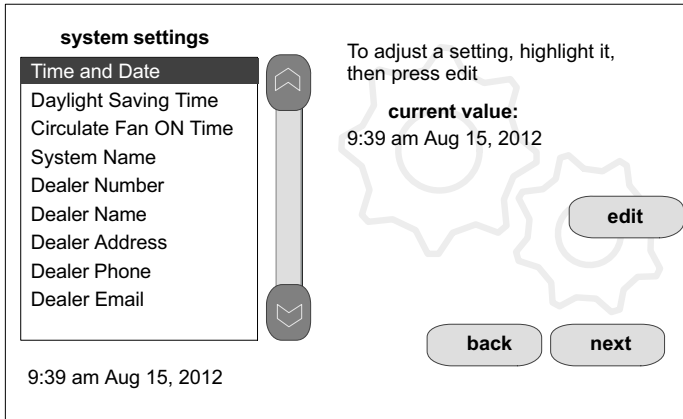 system settings
Time and Date
Daylight Saving Time
Circulate Fan ON Time
System Name
Dealer Number
Dealer Name
Dealer Address
Dealer Phone
Dealer Email
9:39 am Aug 15, 2012
To adjust a setting, highlight it,
then press edit
current value:
9:39 am Aug 15, 2012
edit
back
next